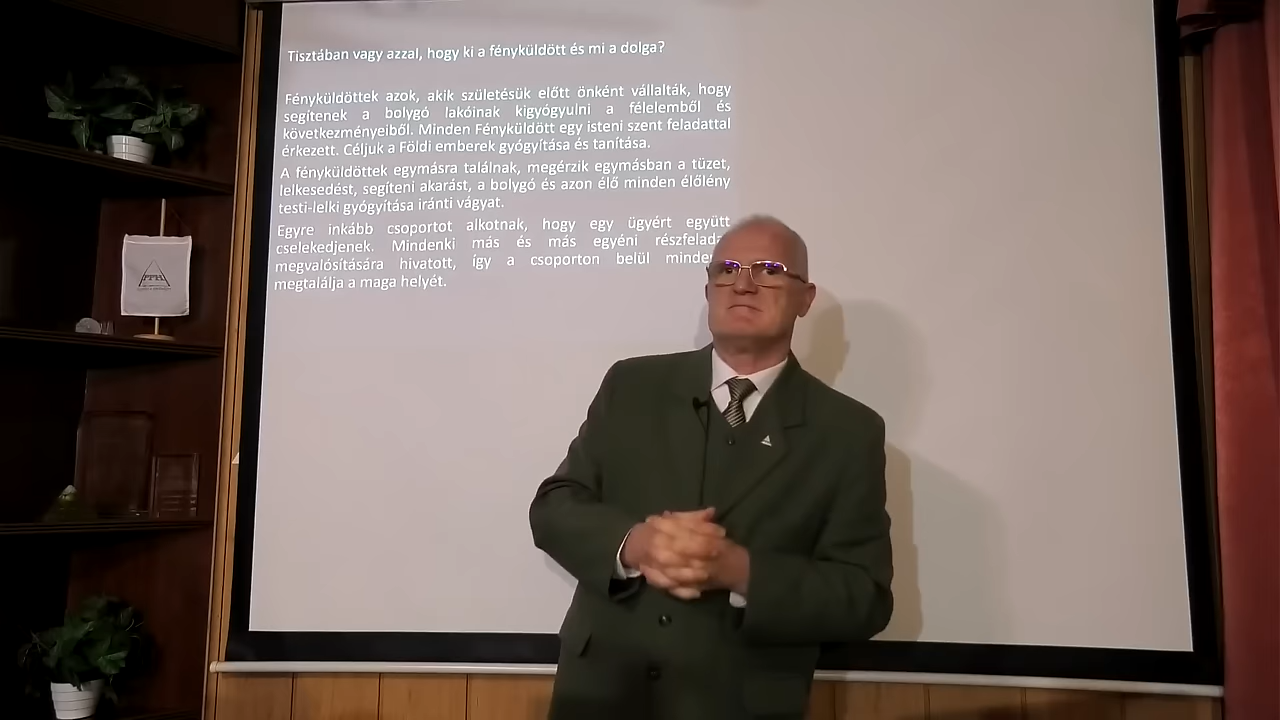 Tisztában vagy azzal, hogy ki a fényküldött és mi a dolga?
Fényküldöttek azok, akik születésük előtt önként vállalták, hogy
segítenek a bolygó lakóinak kigyógyulni a félelemből és
következményeiből. Minden Fényküldött egy isteni szent feladattal
érkezett. Céljuk a Földi emberek gyógyítása és tanítása.
A fényküldöttek egymásra találnak, megérzik egymásban a tüzet,
lelkesedést, segíteni akarást, a bolygó és azon élő minden élőlény
testi-lelki gyógyítása iránti vágyat.
Egyre inkább csoportot alkotnak, hogy egy ügyért együtt
cselekedjenek. Mindenki más és más egyéni
megvalósítására hivatott, így a csoporton belül
megtalálja a maga helyét.